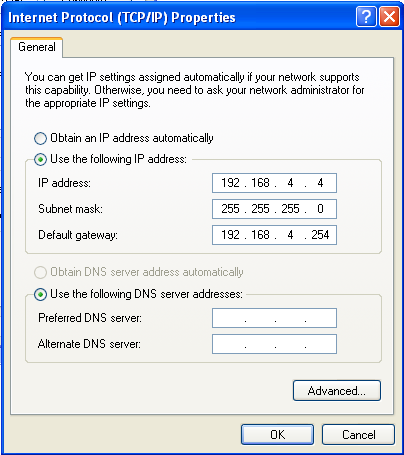 Internet Protocol (TCP/IP) Properties
General
You can get IP settings assigned automatically if your network supports
this capability. Otherwise, you need to ask your network administrator for
the appropriate IP settings.
Obtain an IP address automatically
Use the following IP address:
IP address: 192 . 168 . 4 . 4
Subnet mask: 255 . 255 . 255 . 0
Default gateway: 192 . 168 . 4 . 254
Obtain DNS server address automatically
Use the following DNS server addresses:
Preferred DNS server: . . .
Alternate DNS server: . . .
Advanced...
OK Cancel